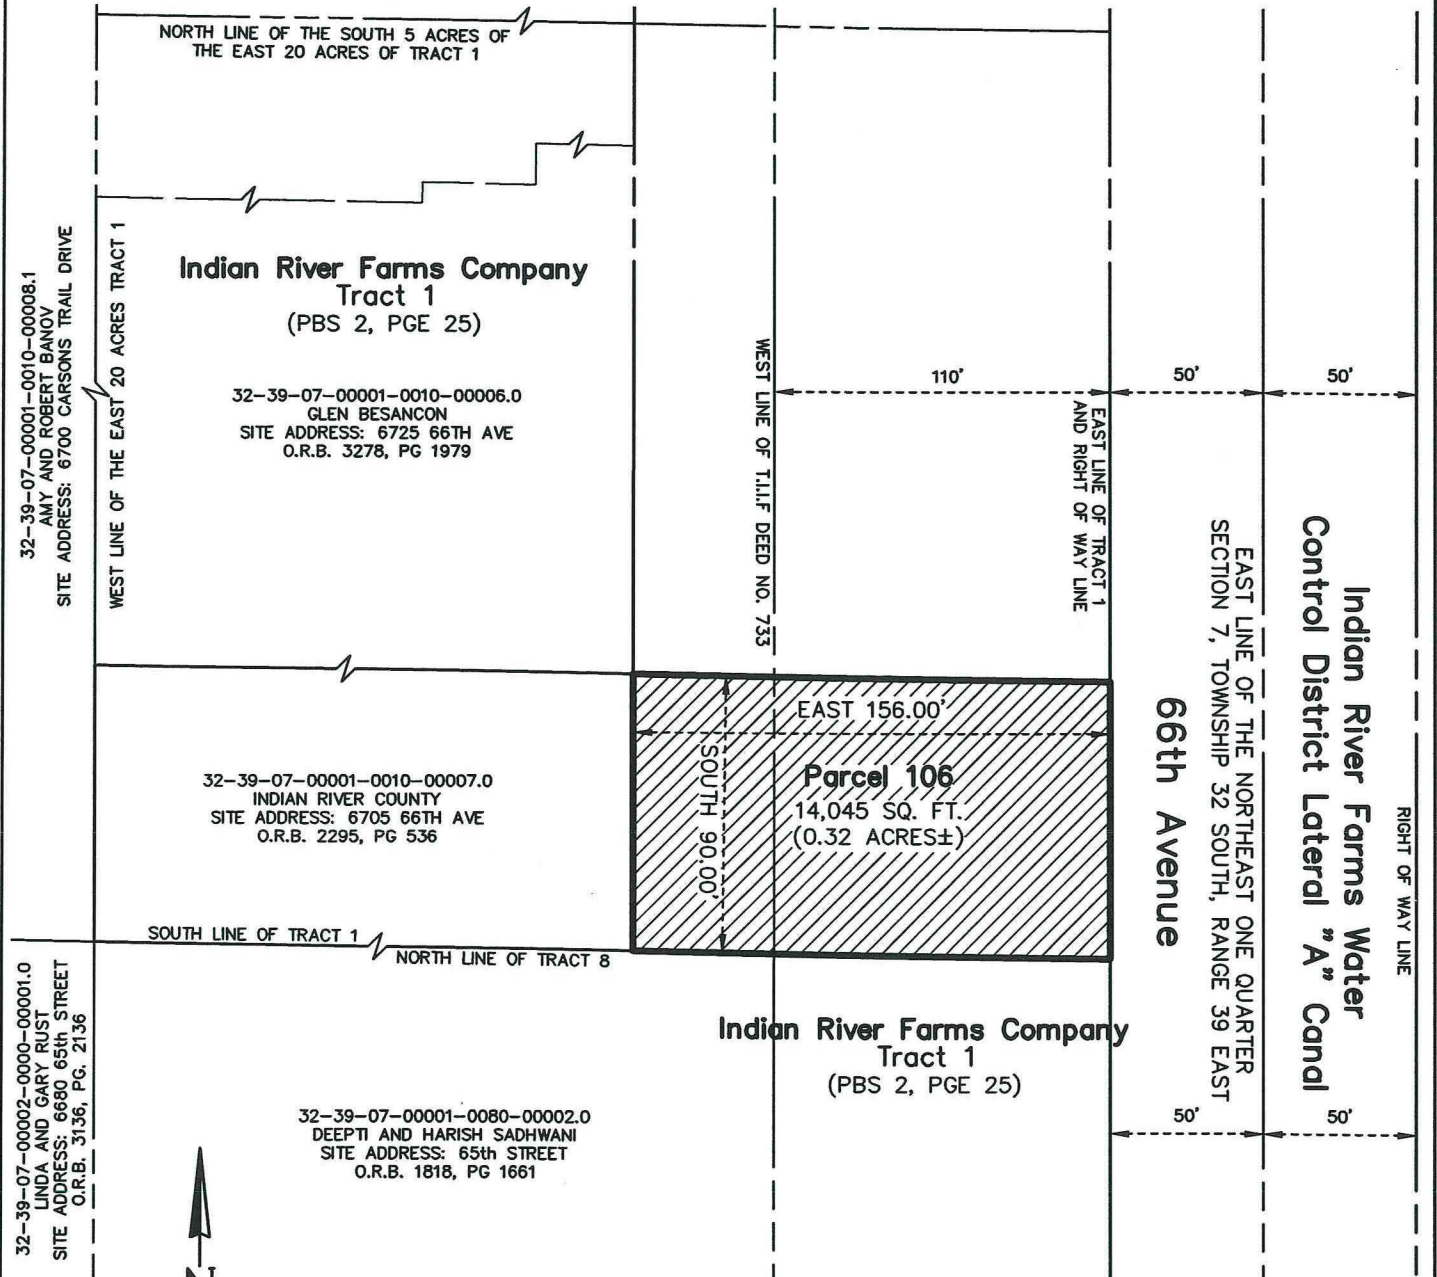 NORTH LINE OF THE SOUTH 5 ACRES OF
THE EAST 20 ACRES OF TRACT 1
32-39-07-00001-0010-00008.1
AMY AND ROBERT BANOV
SITE ADDRESS: 6700 CARSONS TRAIL DRIVE
WEST LINE OF THE EAST 20 ACRES TRACT 1
Indian River Farms Company
Tract 1
(PBS 2, PGE 25)
32-39-07-00001-0010-00006.0
GLEN BESANCON
SITE ADDRESS: 6725 66TH AVE
O.R.B. 3278, PG 1979
WEST LINE OF T.I.I.F DEED NO. 733
110'
EAST LINE OF TRACT 1
AND RIGHT OF WAY LINE
50'
50'
Indian River Farms Water
Control District Lateral "A" Canal
EAST LINE OF THE NORTHEAST ONE QUARTER
SECTION 7, TOWNSHIP 32 SOUTH, RANGE 39 EAST
66th Avenue
RIGHT OF WAY LINE
EAST 156.00'
SOUTH 90.00'
Parcel 106
14,045 SQ. FT.
(0.32 ACRES±)
32-39-07-00001-0010-00007.0
INDIAN RIVER COUNTY
SITE ADDRESS: 6705 66TH AVE
O.R.B. 2295, PG 536
SOUTH LINE OF TRACT 1
NORTH LINE OF TRACT 8
Indian River Farms Company
Tract 1
(PBS 2, PGE 25)
50'
50'
32-39-07-00001-0080-00002.0
DEEPTI AND HARISH SADHWANI
SITE ADDRESS: 65th STREET
O.R.B. 1818, PG 1661
32-39-07-00002-0000-00001.0
LINDA AND GARY RUST
SITE ADDRESS: 6680 65th STREET
O.R.B. 3136, PG. 2136